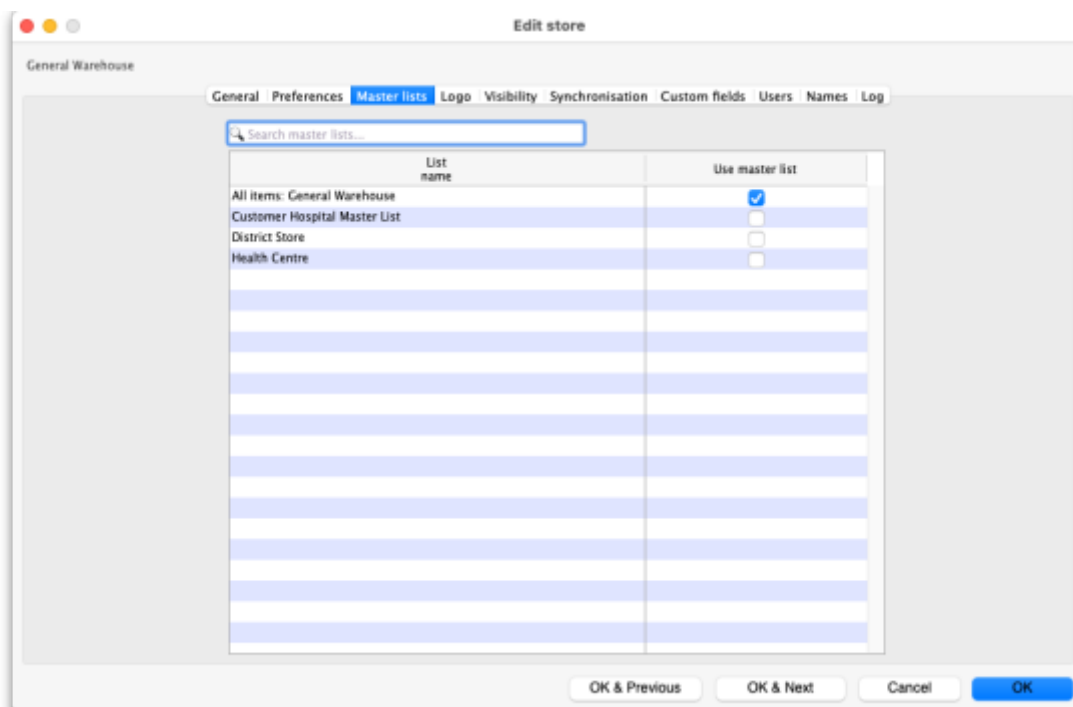 Edit store
General Warehouse
General Preferences Master lists Logo Visibility Synchronisation Custom fields Users Names Log
Search master lists...
List
name
Use master list
All items: General Warehouse
Customer Hospital Master List
District Store
Health Centre
OK & Previous OK & Next Cancel OK